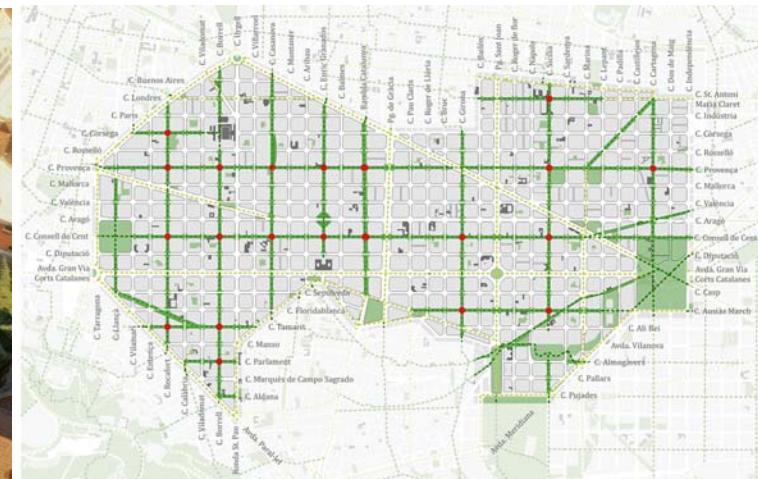 C. Viladomat
C. Borrell
C. Urgell
C. Villarroel
C. Casanova
C. Muntaner
C. Aribau
C. Enric Granados
C. Balmes
Rambla Catalunya
Pg. de Gràcia
C. Pau Claris
C. Roger de Llúria
C. Bruc
C. Girona
C. Bailén
Pg. Sant Joan
C. Roger de flor
C. Nàpols
C. Sicília
C. Sardenya
C. Marina
C. Lepant
C. Padilla
C. Castillejos
C. Cartagena
C. Dos de Maig
C. Independència
C. Buenos Aires
C. Londres
C. París
C. Còrsega
C. Rosselló
C. Provença
C. Mallorca
C. València
C. Aragó
C. Consell de Cent
C. Diputació
Avda. Gran Via
Corts Catalanes
C. St. Antoni
Maria Claret
C. Indústria
C. Còrsega
C. Rosselló
C. Provença
C. Mallorca
C. València
C. Aragó
C. Consell de Cent
C. Diputació
Avda. Gran Via
Corts Catalanes
C. Casp
C. Ausiàs March
C. Ali Bei
Avda. Vilanova
C. Almogàvers
C. Pallars
C. Pujades
Avda. Meridiana
C. Sepúlveda
C. Floridablanca
C. Tamarit
C. Manso
C. Parlament
C. Marquès de Campo Sagrado
C. Aldana
C. Tarragona
C. Llançà
C. Vilamarí
C. Entença
C. Rocafort
C. Calàbria
C. Viladomat
C. Borrell
Ronda St. Pau
Avda. Paral·lel